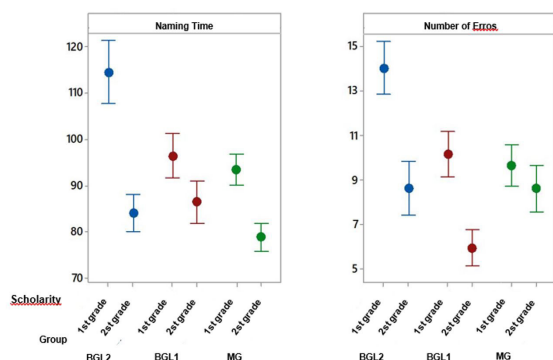 Naming Time
120
110
100
90
80
70
Number of Erros
15
13
11
9
7
5
Scholarity
1st grade
2st grade
1st grade
2st grade
1st grade
2st grade
1st grade
2st grade
1st grade
2st grade
1st grade
2st grade
Group
BGL2 BGL1 MG
BGL2 BGL1 MG